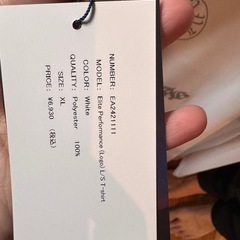 NUMBER: EA2421111
MODEL: Elite Performance (Logo) L/S T-shirt
COLOR: White
QUALITY: Polyester 100%
SIZE: XL
PRICE: ¥6,930 (税込)